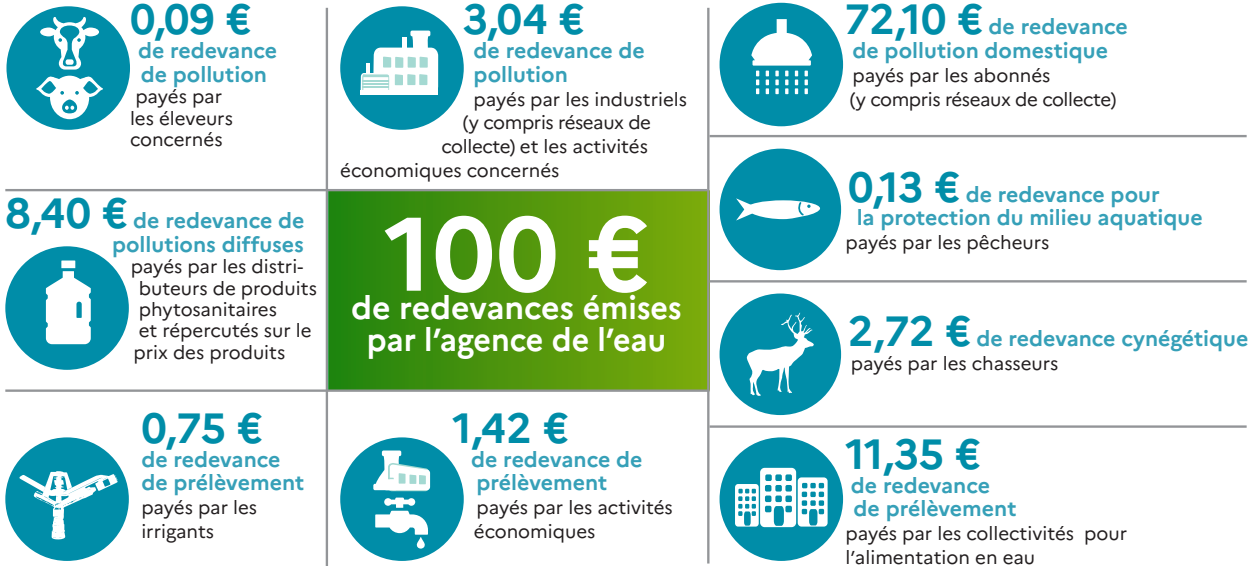 0,09 €
de redevance
de pollution
payés par
les éleveurs
concernés
3,04 €
de redevance de
pollution
payés par les industriels
(y compris réseaux de
collecte) et les activités
économiques concernés
72,10 € de redevance
de pollution domestique
payés par les abonnés
(y compris réseaux de collecte)
8,40 € de redevance de
pollutions diffuses
payés par les distri-
buteurs de produits
phytosanitaires
et répercutés sur le
prix des produits
100 €
de redevances émises
par l'agence de l'eau
0,13 € de redevance pour
la protection du milieu aquatique
payés par les pêcheurs
2,72 € de redevance cynégétique
payés par les chasseurs
0,75 €
de redevance
de prélèvement
payés par les
irrigants
1,42 €
de redevance de
prélèvement
payés par les activités
économiques
11,35 €
de redevance
de prélèvement
payés par les collectivités pour
l'alimentation en eau